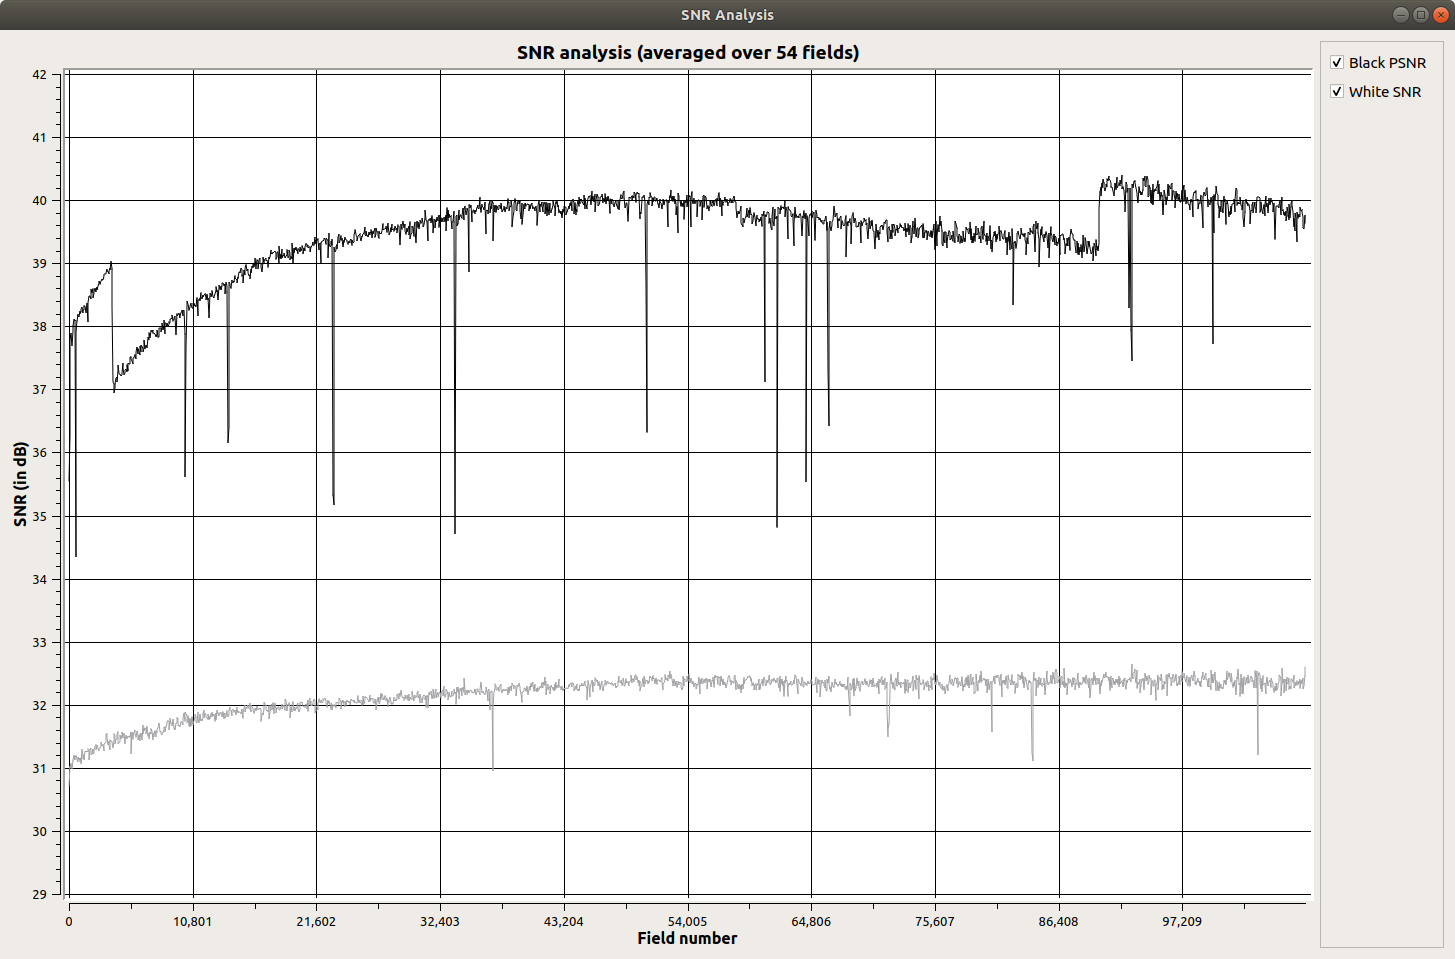 SNR Analysis
SNR analysis (averaged over 54 fields)
Black PSNR
White SNR
42
41
40
39
38
37
36
35
34
33
32
31
30
29
SNR (in dB)
0 10,801 21,602 32,403 43,204 54,005 64,806 75,607 86,408 97,209
Field number